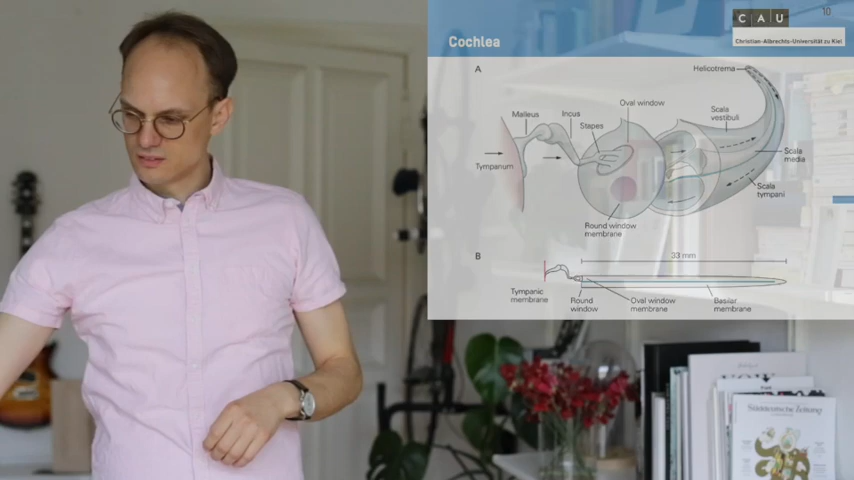 10
CAU
Christian-Albrechts-Universität zu Kiel
Cochlea
A
Helicotrema
Oval window
Malleus
Incus
Scala
vestibuli
Stapes
Scala
media
Tympanum
Scala
tympani
Round window
membrane
B
33 mm
Tympanic
membrane
Round
window
Oval window
membrane
Basilar
membrane
Süddeutsche Zeitung